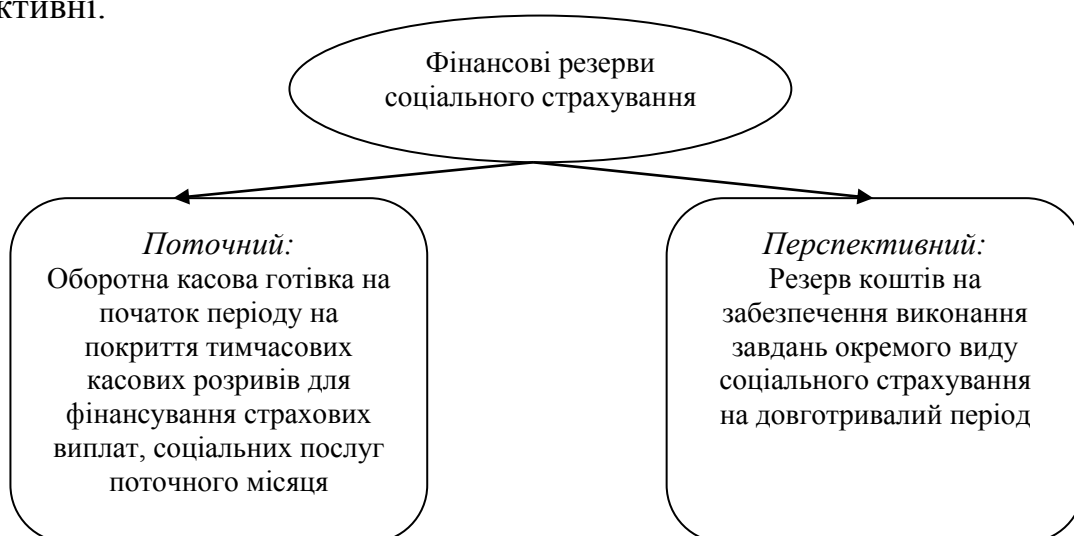 ктивні.
Фінансові резерви
соціального страхування
Поточний:
Оборотна касова готівка на
початок періоду на
покриття тимчасових
касових розривів для
фінансування страхових
виплат, соціальних послуг
поточного місяця
Перспективний:
Резерв коштів на
забезпечення виконання
завдань окремого виду
соціального страхування
на довготривалий період